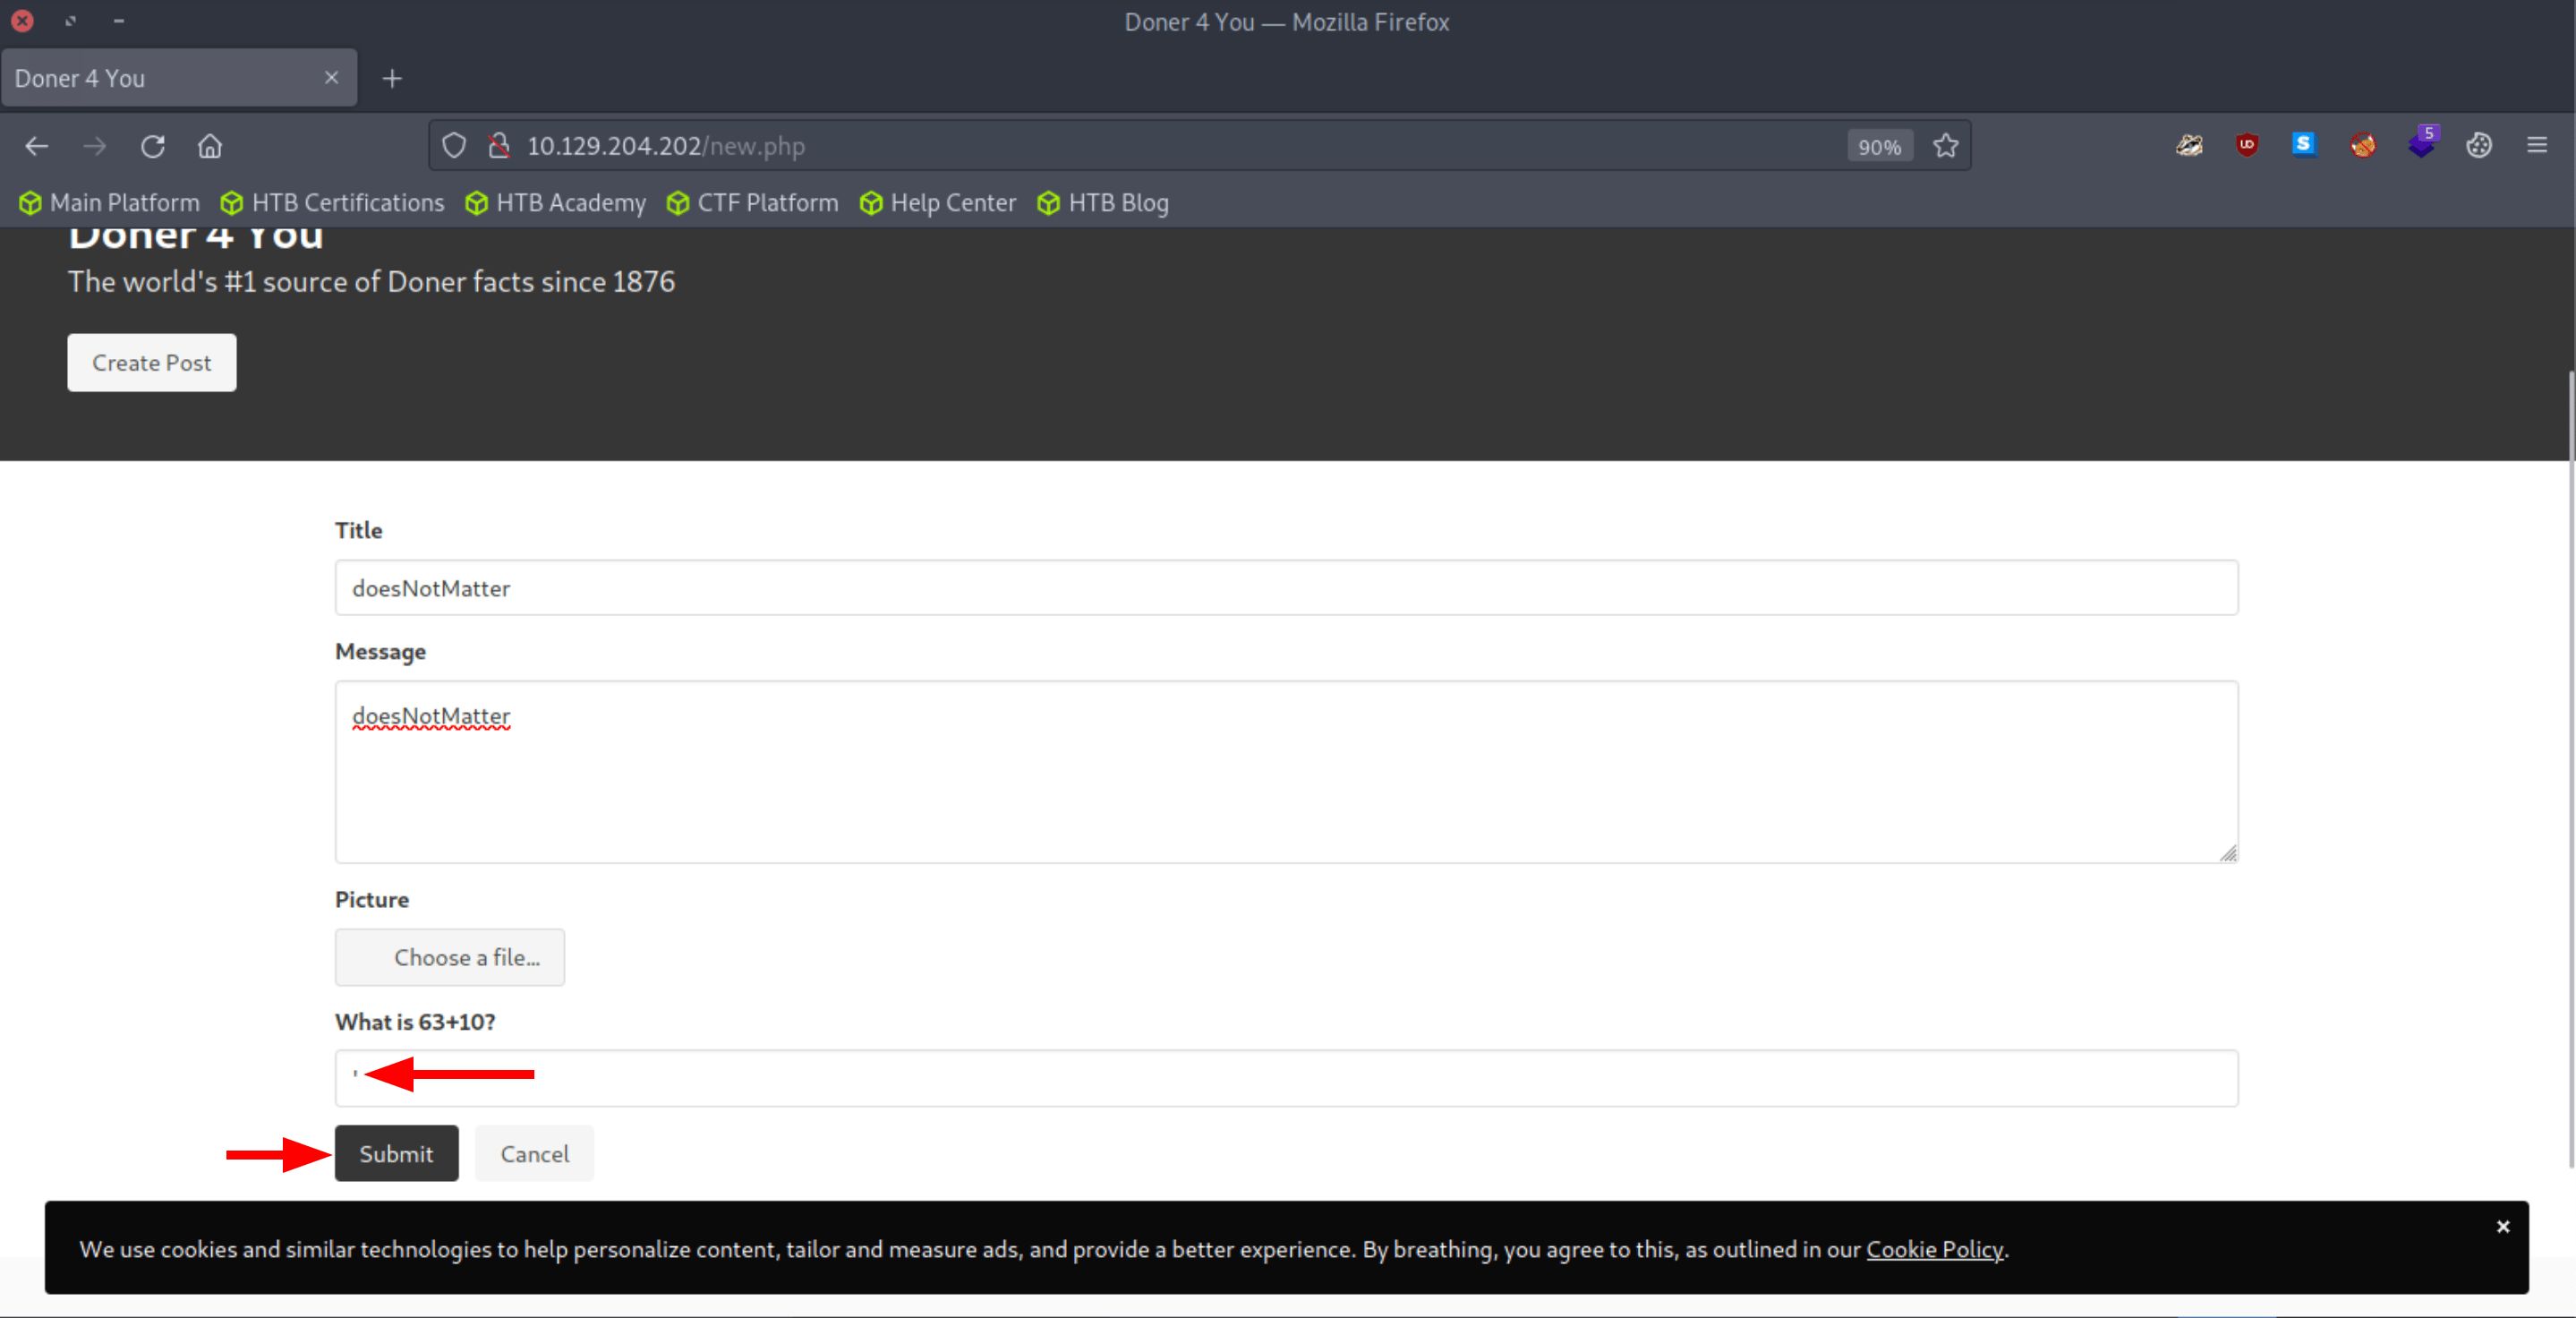 Doner 4 You — Mozilla Firefox
Doner 4 You
10.129.204.202/new.php
90%
5
Main Platform HTB Certifications HTB Academy CTF Platform Help Center HTB Blog
Doner 4 You
The world's #1 source of Doner facts since 1876
Create Post
Title
doesNotMatter
Message
doesNotMatter
Picture
Choose a file...
What is 63+10?
'
Submit Cancel
We use cookies and similar technologies to help personalize content, tailor and measure ads, and provide a better experience. By breathing, you agree to this, as outlined in our Cookie Policy.